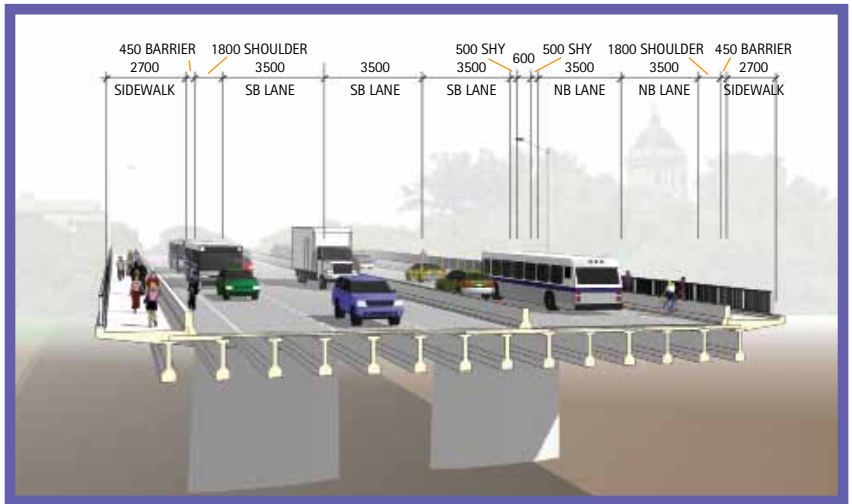 450 BARRIER 1800 SHOULDER 500 SHY 600 500 SHY 1800 SHOULDER 450 BARRIER
2700 3500 3500 3500 3500 3500 2700
SIDEWALK SB LANE SB LANE SB LANE NB LANE NB LANE SIDEWALK